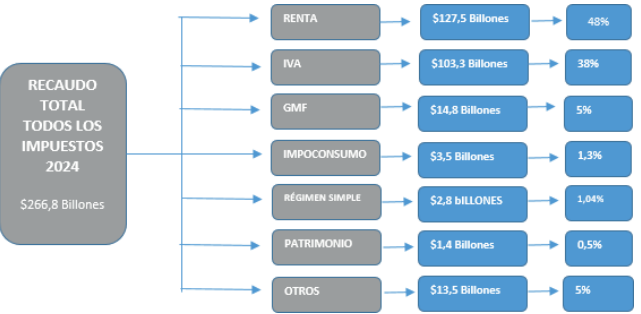 RECAUDO
TOTAL
TODOS LOS
IMPUESTOS
2024
$266,8 Billones
RENTA $127,5 Billones 48%
IVA $103,3 Billones 38%
GMF $14,8 Billones 5%
IMPOCONSUMO $3,5 Billones 1,3%
RÉGIMEN SIMPLE $2,8 bILLONES 1,04%
PATRIMONIO $1,4 Billones 0,5%
OTROS $13,5 Billones 5%